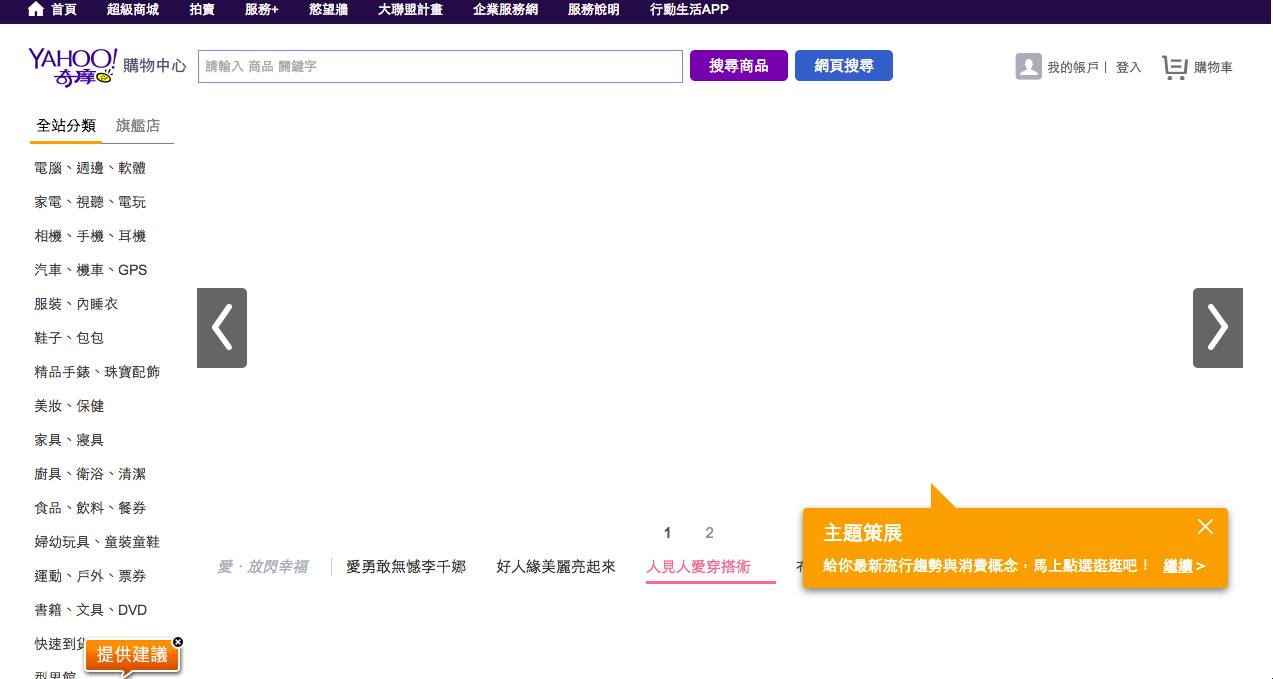 首頁 超級商城 拍賣 服務+ 慾望牆 大聯盟計畫 企業服務網 服務說明 行動生活APP
YAHOO!
奇摩
購物中心
請輸入 商品 關鍵字
搜尋商品
網頁搜尋
我的帳戶 | 登入
購物車
全站分類 旗艦店
電腦、週邊、軟體
家電、視聽、電玩
相機、手機、耳機
汽車、機車、GPS
服裝、內睡衣
鞋子、包包
精品手錶、珠寶配飾
美妝、保健
家具、寢具
廚具、衛浴、清潔
食品、飲料、餐券
婦幼玩具、童裝童鞋
運動、戶外、票券
書籍、文具、DVD
快速到貨
型男館
提供建議
1 2
愛‧放閃幸福 愛勇敢無憾李千娜 好人緣美麗亮起來 人見人愛穿搭術
主題策展
給你最新流行趨勢與消費概念，馬上點選逛逛吧！ 繼續 >